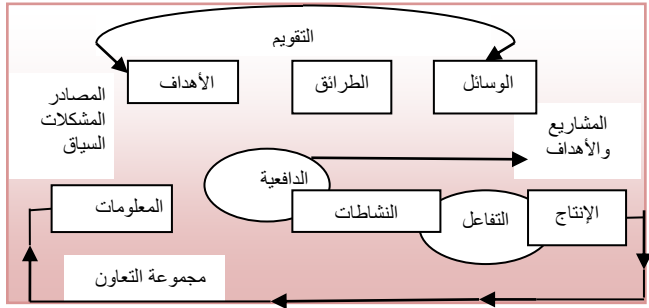 التقويم
الوسائل
الطرائق
الأهداف
المصادر
المشكلات
السياق
المشاريع
والأهداف
الدافعية
الإنتاج
التفاعل
النشاطات
المعلومات
مجموعة التعاون